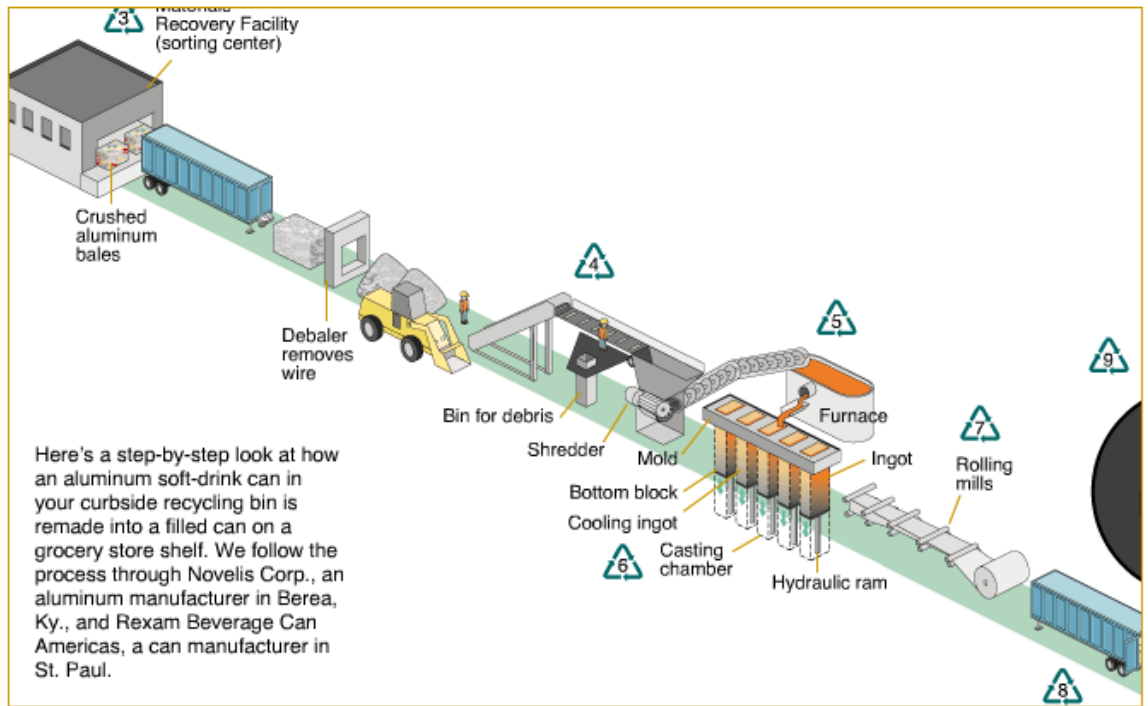 3
Materials
Recovery Facility
(sorting center)
Crushed
aluminum
bales
Debaler
removes
wire
4
Bin for debris
Shredder
5
Furnace
Mold
Ingot
Bottom block
Cooling ingot
Casting
chamber
Hydraulic ram
6
7
Rolling
mills
8
9
Here's a step-by-step look at how
an aluminum soft-drink can in
your curbside recycling bin is
remade into a filled can on a
grocery store shelf. We follow the
process through Novelis Corp., an
aluminum manufacturer in Berea,
Ky., and Rexam Beverage Can
Americas, a can manufacturer in
St. Paul.